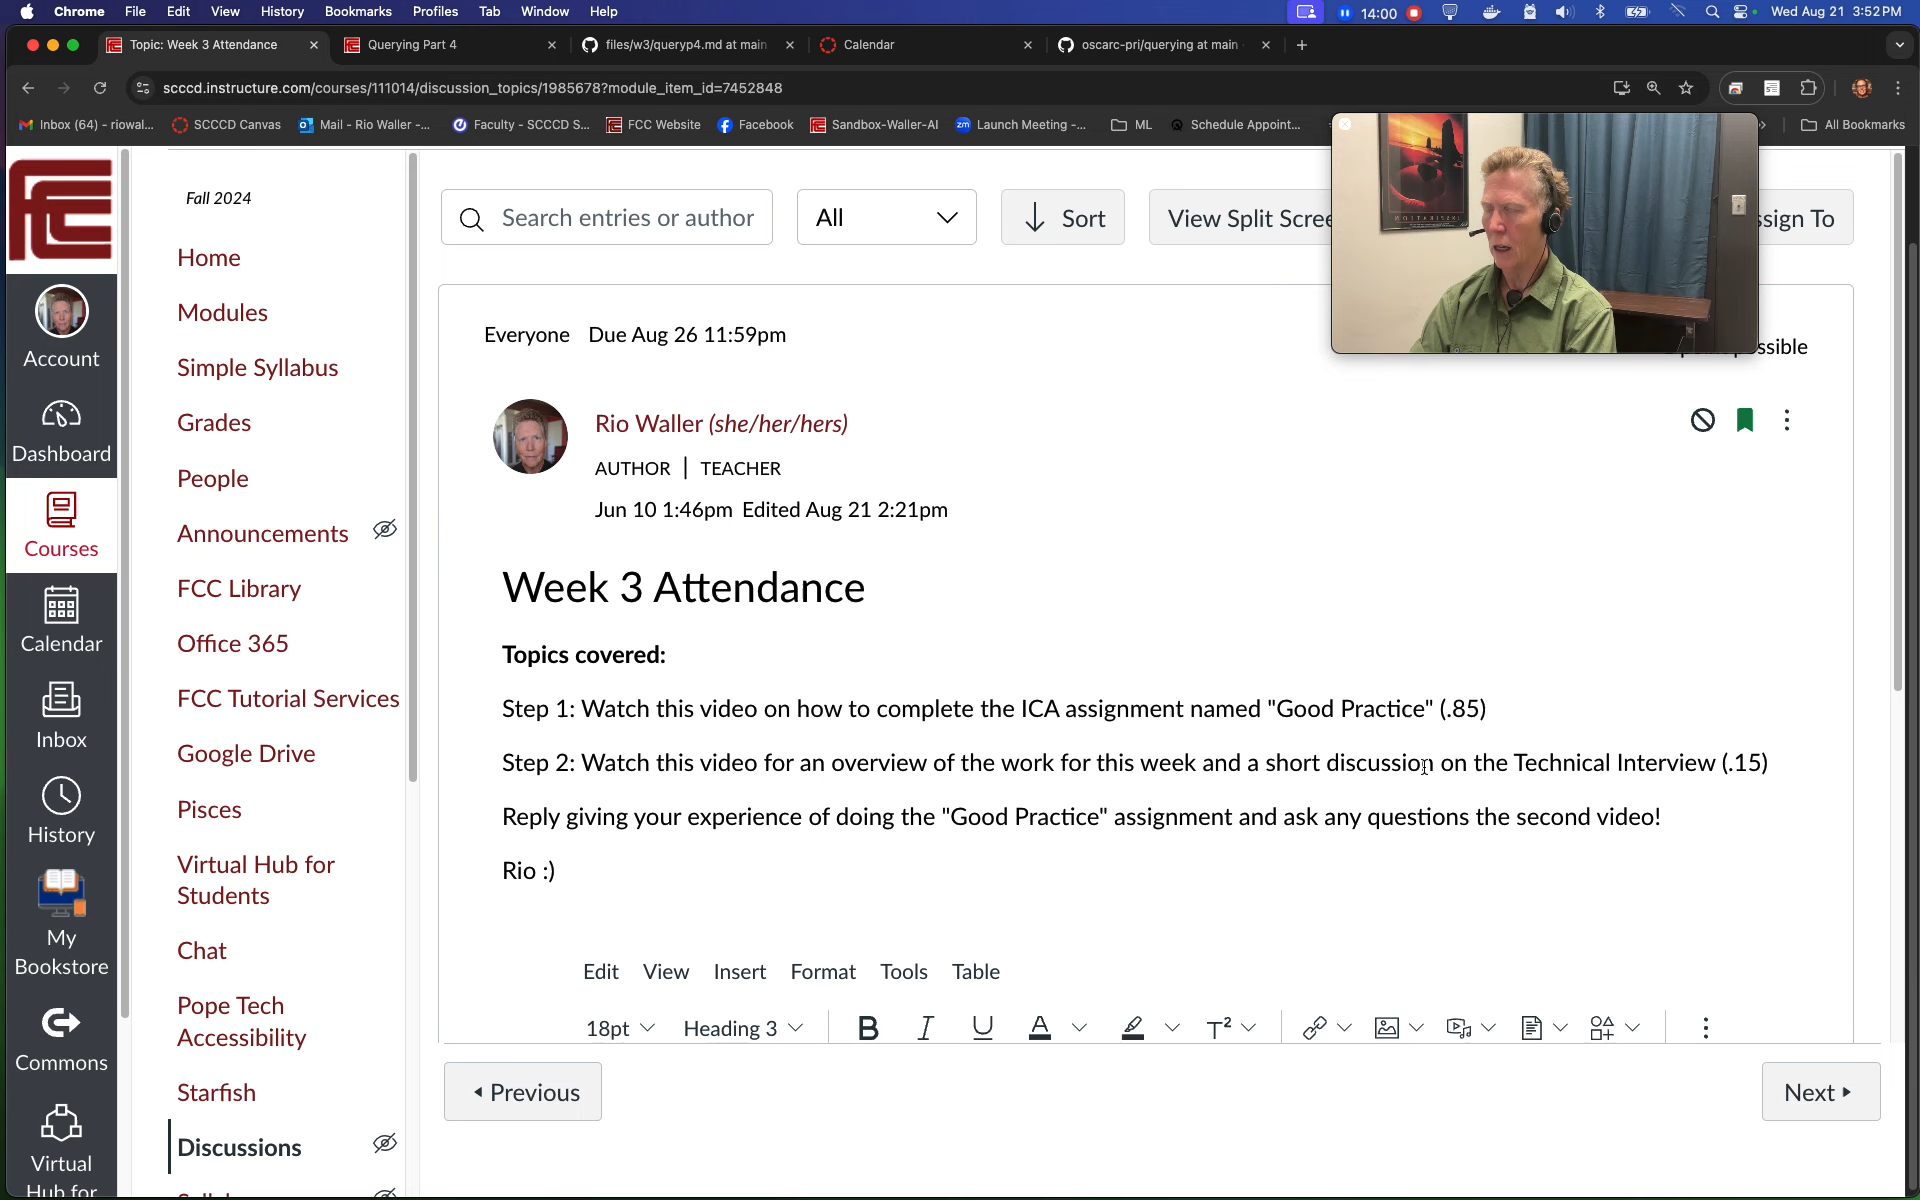 Chrome File Edit View History Bookmarks Profiles Tab Window Help 14:00 Wed Aug 21 3:52 PM
Topic: Week 3 Attendance Querying Part 4 files/w3/queryp4.md at main Calendar oscarc-pri/querying at main
scccd.instructure.com/courses/111014/discussion_topics/1985678?module_item_id=7452848
Inbox (64) - riowal... SCCCD Canvas Mail - Rio Waller -... Faculty - SCCCD S... FCC Website Facebook Sandbox-Waller-AI Launch Meeting -... ML Schedule Appoint... All Bookmarks
Account
Dashboard
Courses
Calendar
Inbox
History
My
Bookstore
Commons
Virtual
Hub for
Fall 2024
Home
Modules
Simple Syllabus
Grades
People
Announcements
FCC Library
Office 365
FCC Tutorial Services
Google Drive
Pisces
Virtual Hub for
Students
Chat
Pope Tech
Accessibility
Starfish
Discussions
Search entries or author All Sort View Split Scree ssign To
INSPIRATION
Everyone Due Aug 26 11:59pm
ssible
Rio Waller (she/her/hers)
AUTHOR | TEACHER
Jun 10 1:46pm Edited Aug 21 2:21pm
Week 3 Attendance
Topics covered:
Step 1: Watch this video on how to complete the ICA assignment named "Good Practice" (.85)
Step 2: Watch this video for an overview of the work for this week and a short discussion on the Technical Interview (.15)
Reply giving your experience of doing the "Good Practice" assignment and ask any questions the second video!
Rio :)
Edit View Insert Format Tools Table
18pt Heading 3 B I U A T²
Previous Next